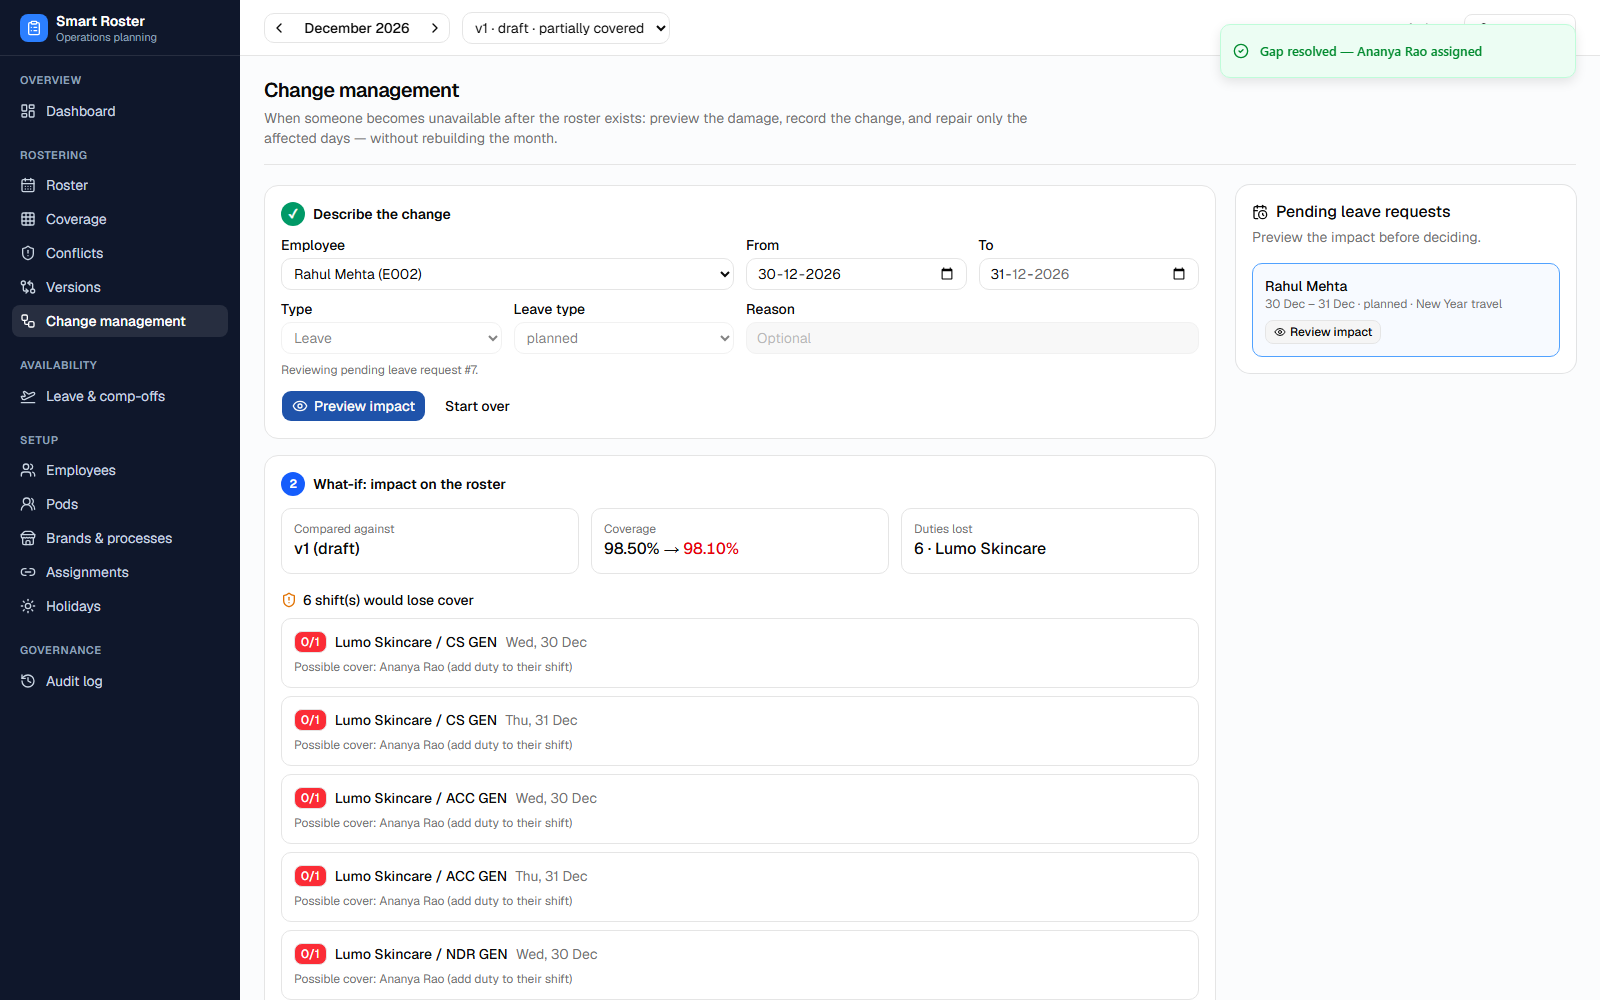 Smart Roster
Operations planning
OVERVIEW
Dashboard
ROSTERING
Roster
Coverage
Conflicts
Versions
Change management
AVAILABILITY
Leave & comp-offs
SETUP
Employees
Pods
Brands & processes
Assignments
Holidays
GOVERNANCE
Audit log
December 2026
v1 · draft · partially covered
Gap resolved — Ananya Rao assigned
Change management
When someone becomes unavailable after the roster exists: preview the damage, record the change, and repair only the
affected days — without rebuilding the month.
Describe the change
Employee
From
To
Rahul Mehta (E002)
30-12-2026
31-12-2026
Type
Leave type
Reason
Leave
planned
Optional
Reviewing pending leave request #7.
Preview impact
Start over
2 What-if: impact on the roster
Compared against
v1 (draft)
Coverage
98.50% → 98.10%
Duties lost
6 · Lumo Skincare
6 shift(s) would lose cover
0/1 Lumo Skincare / CS GEN Wed, 30 Dec
Possible cover: Ananya Rao (add duty to their shift)
0/1 Lumo Skincare / CS GEN Thu, 31 Dec
Possible cover: Ananya Rao (add duty to their shift)
0/1 Lumo Skincare / ACC GEN Wed, 30 Dec
Possible cover: Ananya Rao (add duty to their shift)
0/1 Lumo Skincare / ACC GEN Thu, 31 Dec
Possible cover: Ananya Rao (add duty to their shift)
0/1 Lumo Skincare / NDR GEN Wed, 30 Dec
Possible cover: Ananya Rao (add duty to their shift)
Pending leave requests
Preview the impact before deciding.
Rahul Mehta
30 Dec – 31 Dec · planned · New Year travel
Review impact